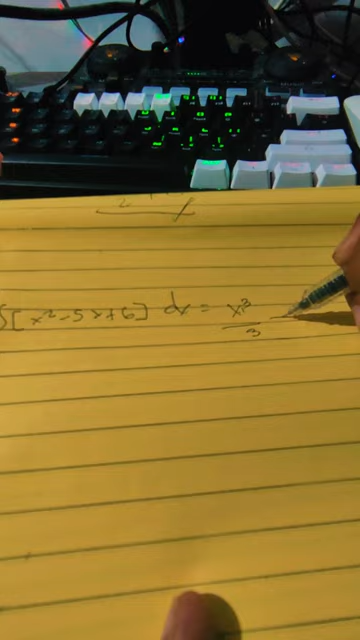 ∫[x²-5x+6] dx = x³/3 -